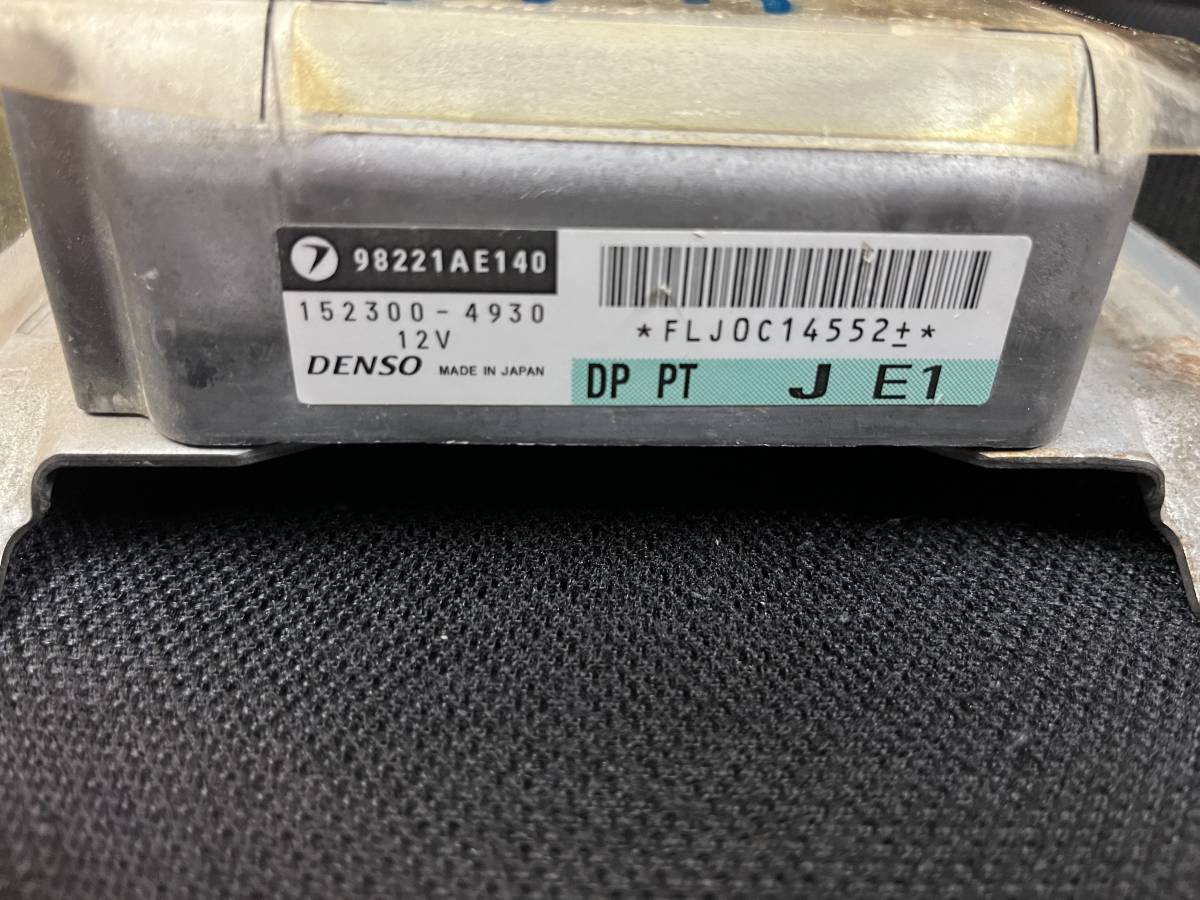 98221AE140
152300-4930
12V
DENSO MADE IN JAPAN
*FLJ0C14552±*
DP PT J E1